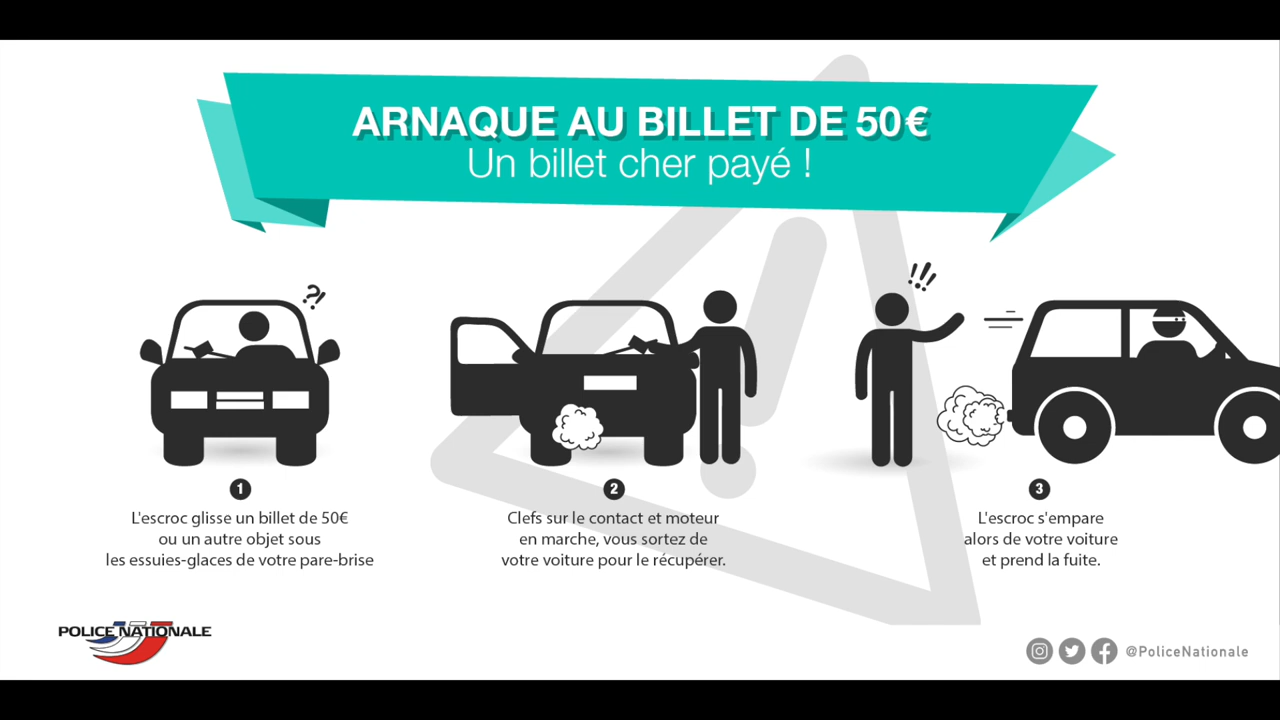 ARNAQUE AU BILLET DE 50€
Un billet cher payé !
?!
!!!
1
L'escroc glisse un billet de 50€
ou un autre objet sous
les essuies-glaces de votre pare-brise
2
Clefs sur le contact et moteur
en marche, vous sortez de
votre voiture pour le récupérer.
3
L'escroc s'empare
alors de votre voiture
et prend la fuite.
POLICE NATIONALE
@PoliceNationale